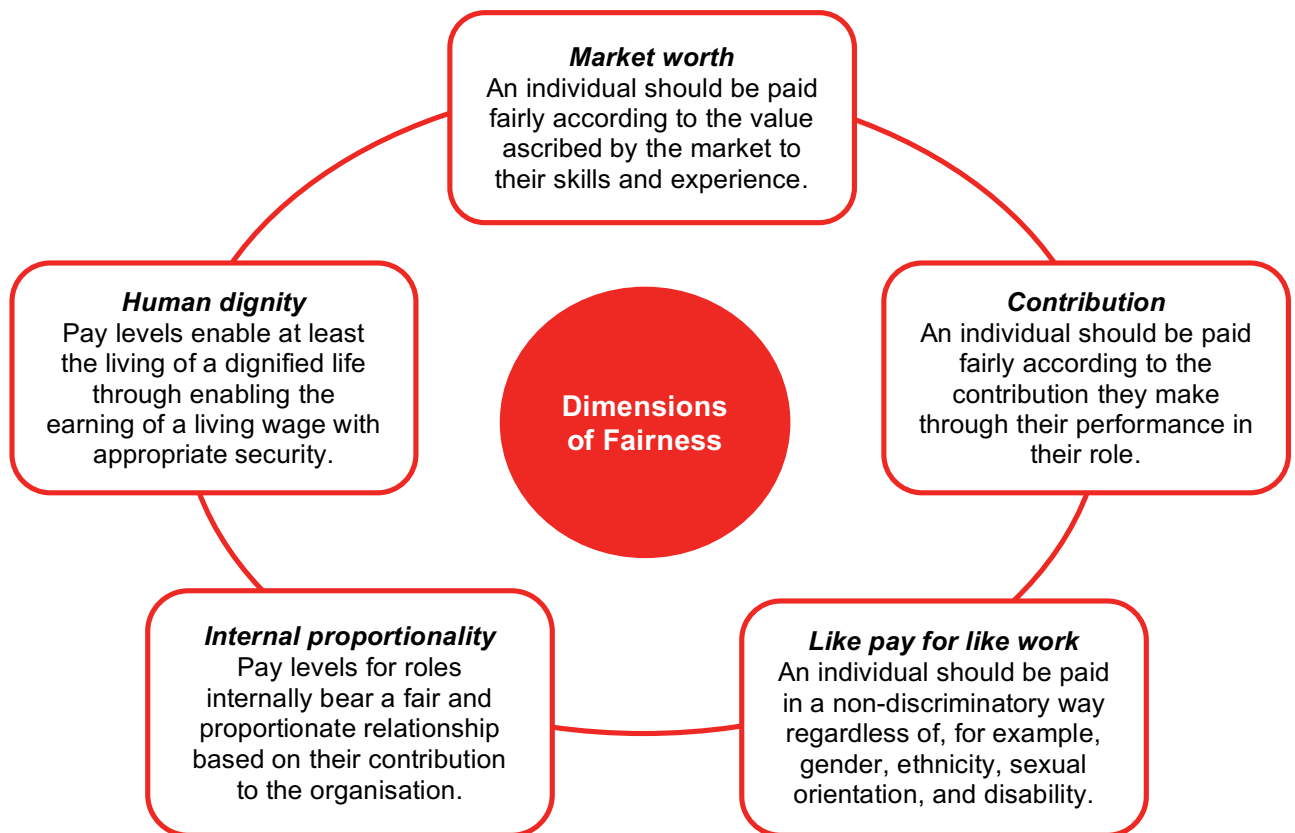 Market worth
An individual should be paid
fairly according to the value
ascribed by the market to
their skills and experience.
Human dignity
Pay levels enable at least
the living of a dignified life
through enabling the
earning of a living wage with
appropriate security.
Contribution
An individual should be paid
fairly according to the
contribution they make
through their performance in
their role.
Dimensions
of Fairness
Internal proportionality
Pay levels for roles
internally bear a fair and
proportionate relationship
based on their contribution
to the organisation.
Like pay for like work
An individual should be paid
in a non-discriminatory way
regardless of, for example,
gender, ethnicity, sexual
orientation, and disability.